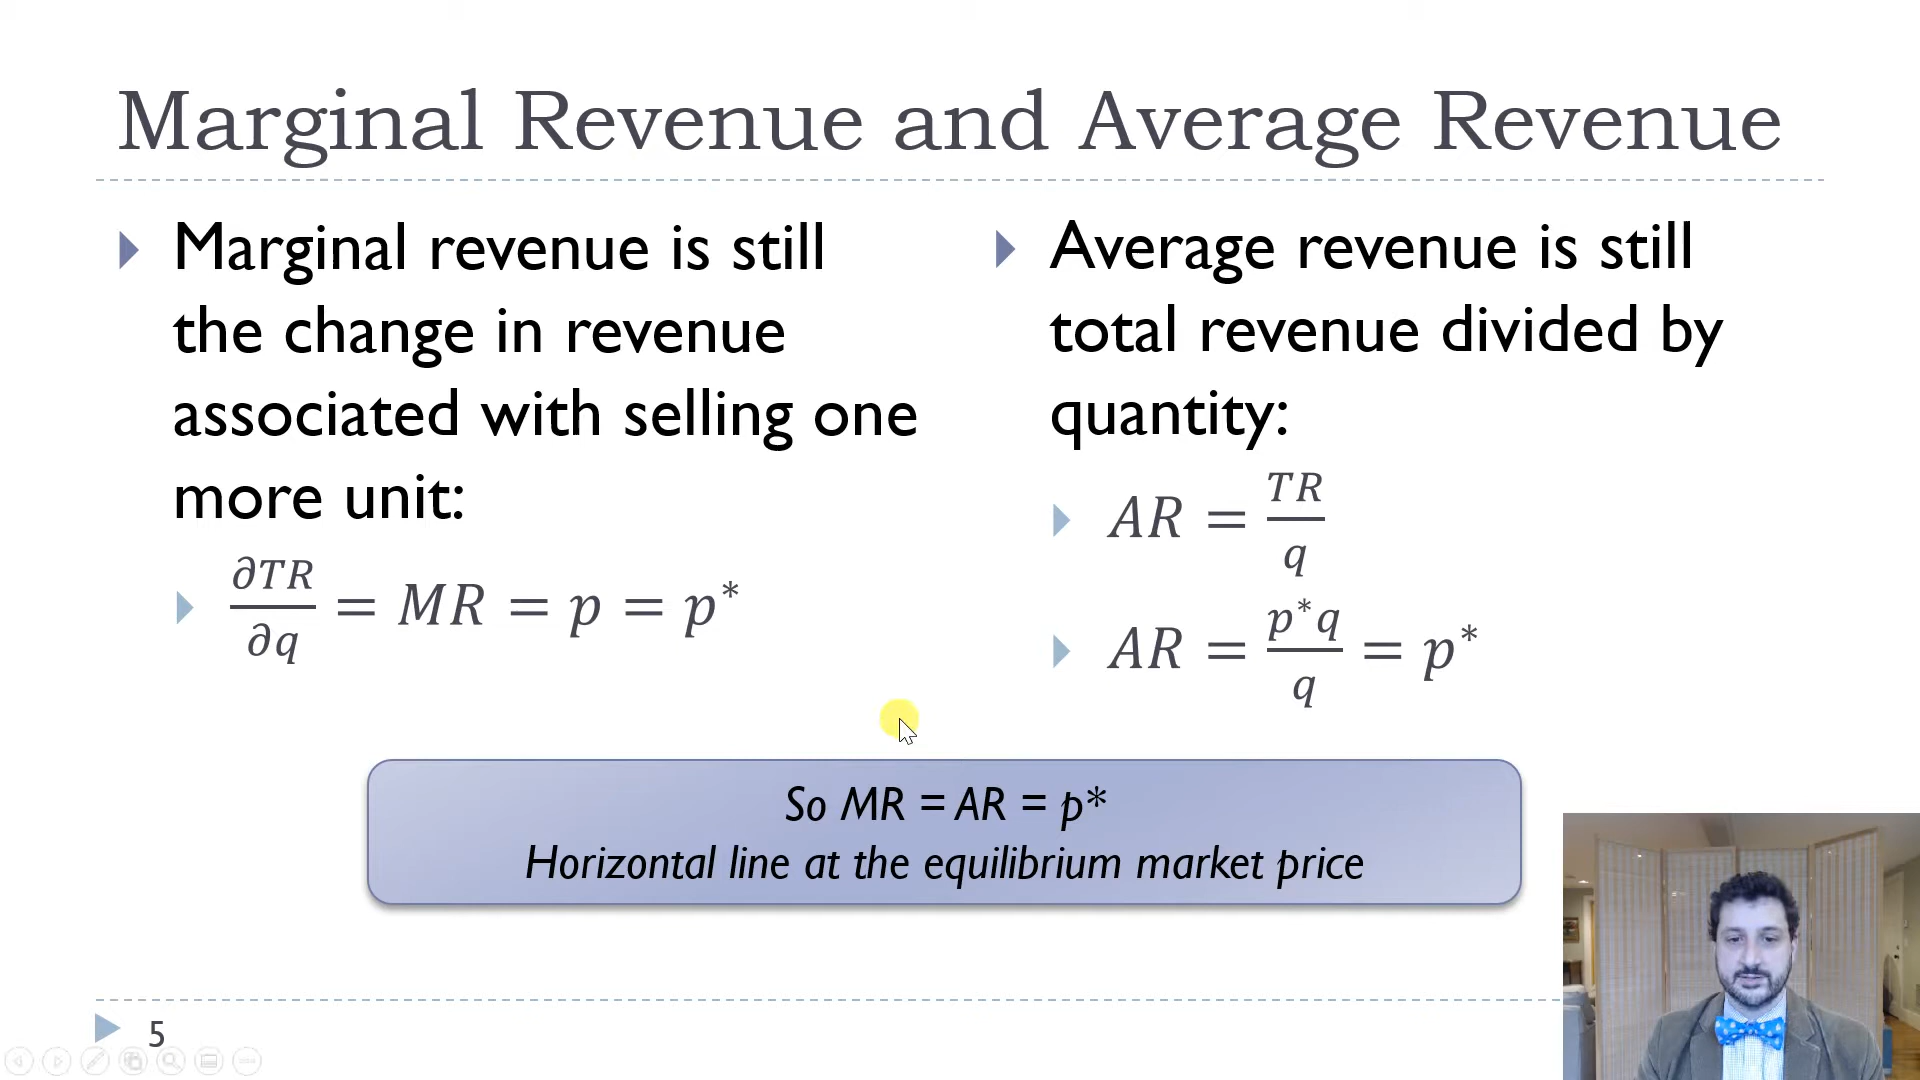 Marginal Revenue and Average Revenue
Marginal revenue is still
the change in revenue
associated with selling one
more unit:
∂TR/∂q = MR = p = p*
Average revenue is still
total revenue divided by
quantity:
AR = TR/q
AR = p*q/q = p*
So MR = AR = p*
Horizontal line at the equilibrium market price
5